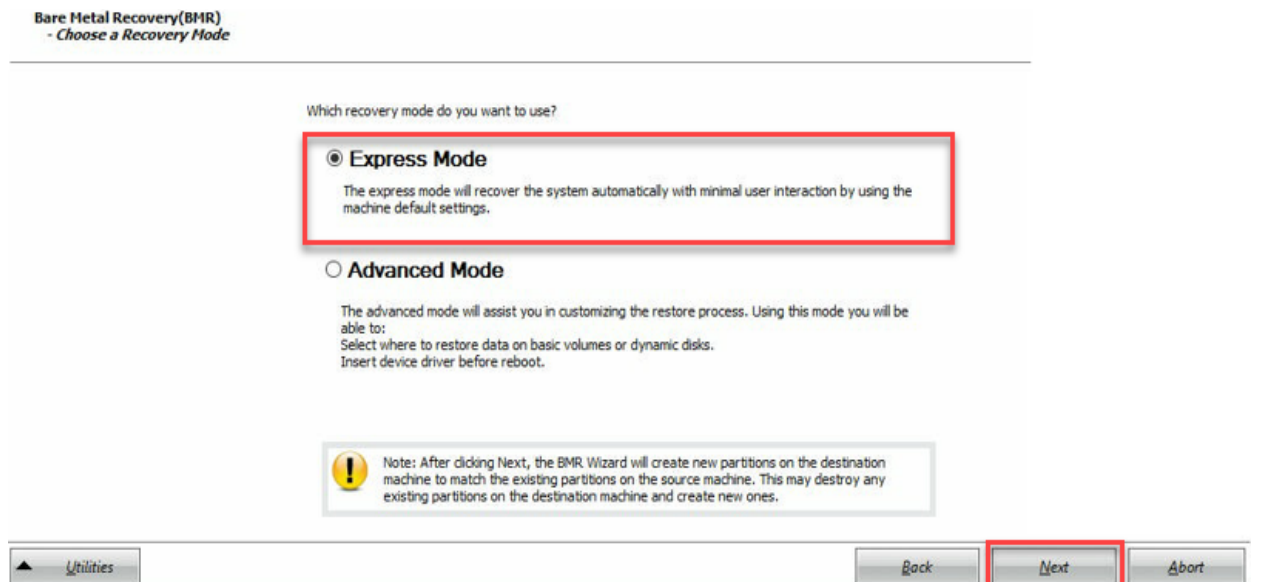 Bare Metal Recovery(BMR)
- Choose a Recovery Mode
Which recovery mode do you want to use?
Express Mode
The express mode will recover the system automatically with minimal user interaction by using the
machine default settings.
Advanced Mode
The advanced mode will assist you in customizing the restore process. Using this mode you will be
able to:
Select where to restore data on basic volumes or dynamic disks.
Insert device driver before reboot.
Note: After clicking Next, the BMR Wizard will create new partitions on the destination
machine to match the existing partitions on the source machine. This may destroy any
existing partitions on the destination machine and create new ones.
Utilities
Back
Next
Abort